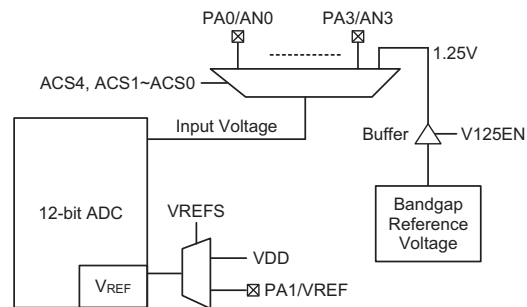 PA0/AN0
PA3/AN3
1.25V
ACS4, ACS1~ACS0
Input Voltage
Buffer
V125EN
12-bit ADC
Bandgap
Reference
Voltage
VREFS
VDD
VREF
PA1/VREF